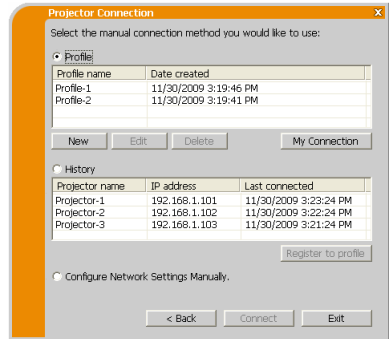 Projector Connection
Select the manual connection method you would like to use:
Profile
Profile name Date created
Profile-1 11/30/2009 3:19:46 PM
Profile-2 11/30/2009 3:19:41 PM
New Edit Delete My Connection
History
Projector name IP address Last connected
Projector-1 192.168.1.101 11/30/2009 3:23:24 PM
Projector-2 192.168.1.102 11/30/2009 3:22:24 PM
Projector-3 192.168.1.103 11/30/2009 3:21:24 PM
Register to profile
Configure Network Settings Manually.
< Back Connect Exit